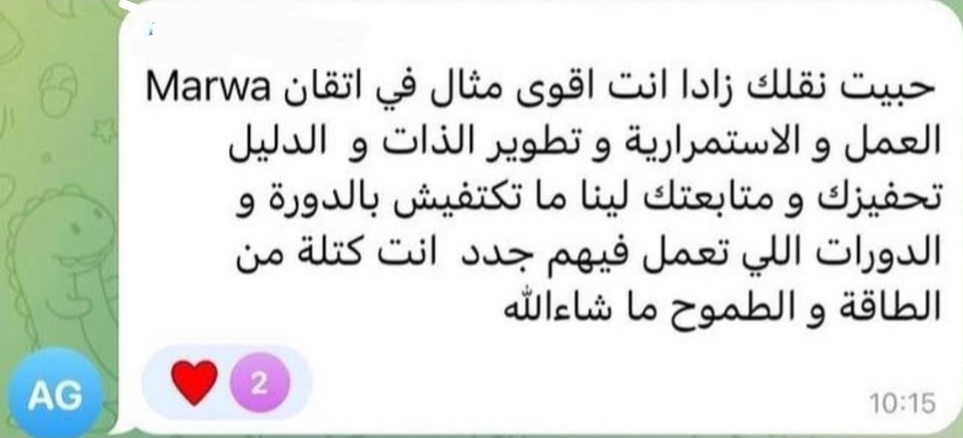 حبيت نقلك زادا انت اقوى مثال في اتقان Marwa
العمل و الاستمرارية و تطوير الذات و الدليل
تحفيزك و متابعتك لينا ما تكتفيش بالدورة و
الدورات اللي تعمل فيهم جدد انت كتلة من
الطاقة و الطموح ما شاءالله
2
AG
10:15